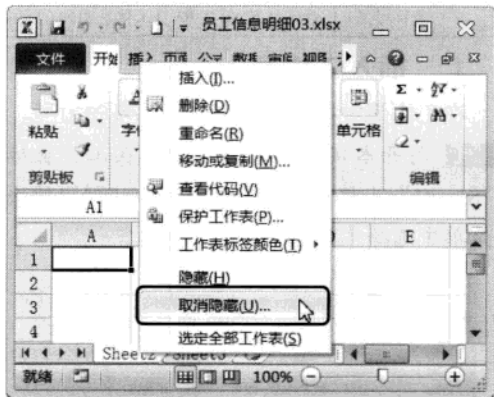 员工信息明细03.xlsx
文件 开始 插入 页面 公式 数据 审阅 视图
插入(I)...
删除(D)
重命名(R)
移动或复制(M)...
查看代码(V)
保护工作表(P)...
工作表标签颜色(T)
隐藏(H)
取消隐藏(U)...
选定全部工作表(S)
粘贴
剪贴板
单元格
编辑
Σ
A1
A E
1
2
3
4
Sheet2 Sheet3
就绪 100%